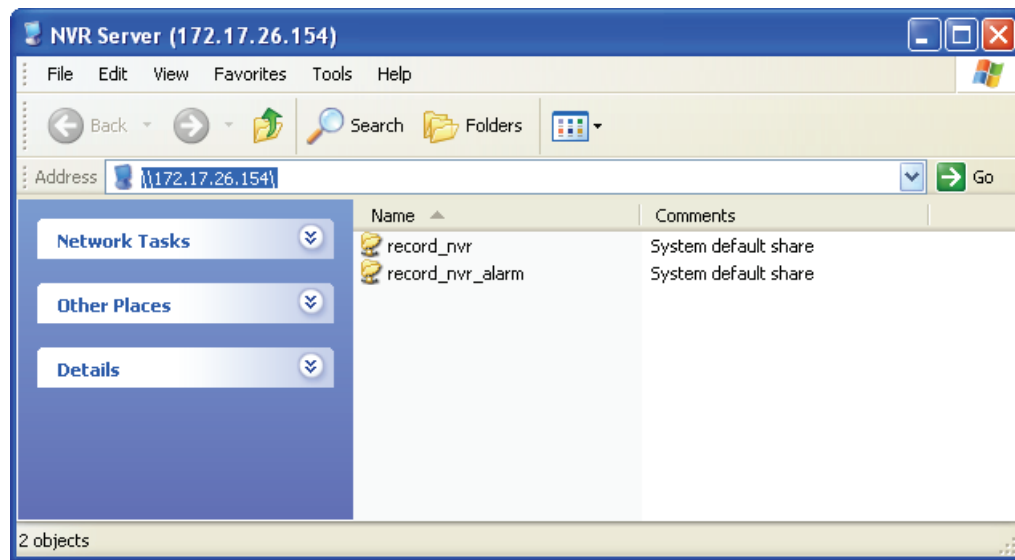 NVR Server (172.17.26.154)
File Edit View Favorites Tools Help
Back Search Folders
Address \\172.17.26.154\ Go
Name Comments
Network Tasks
record_nvr System default share
record_nvr_alarm System default share
Other Places
Details
2 objects